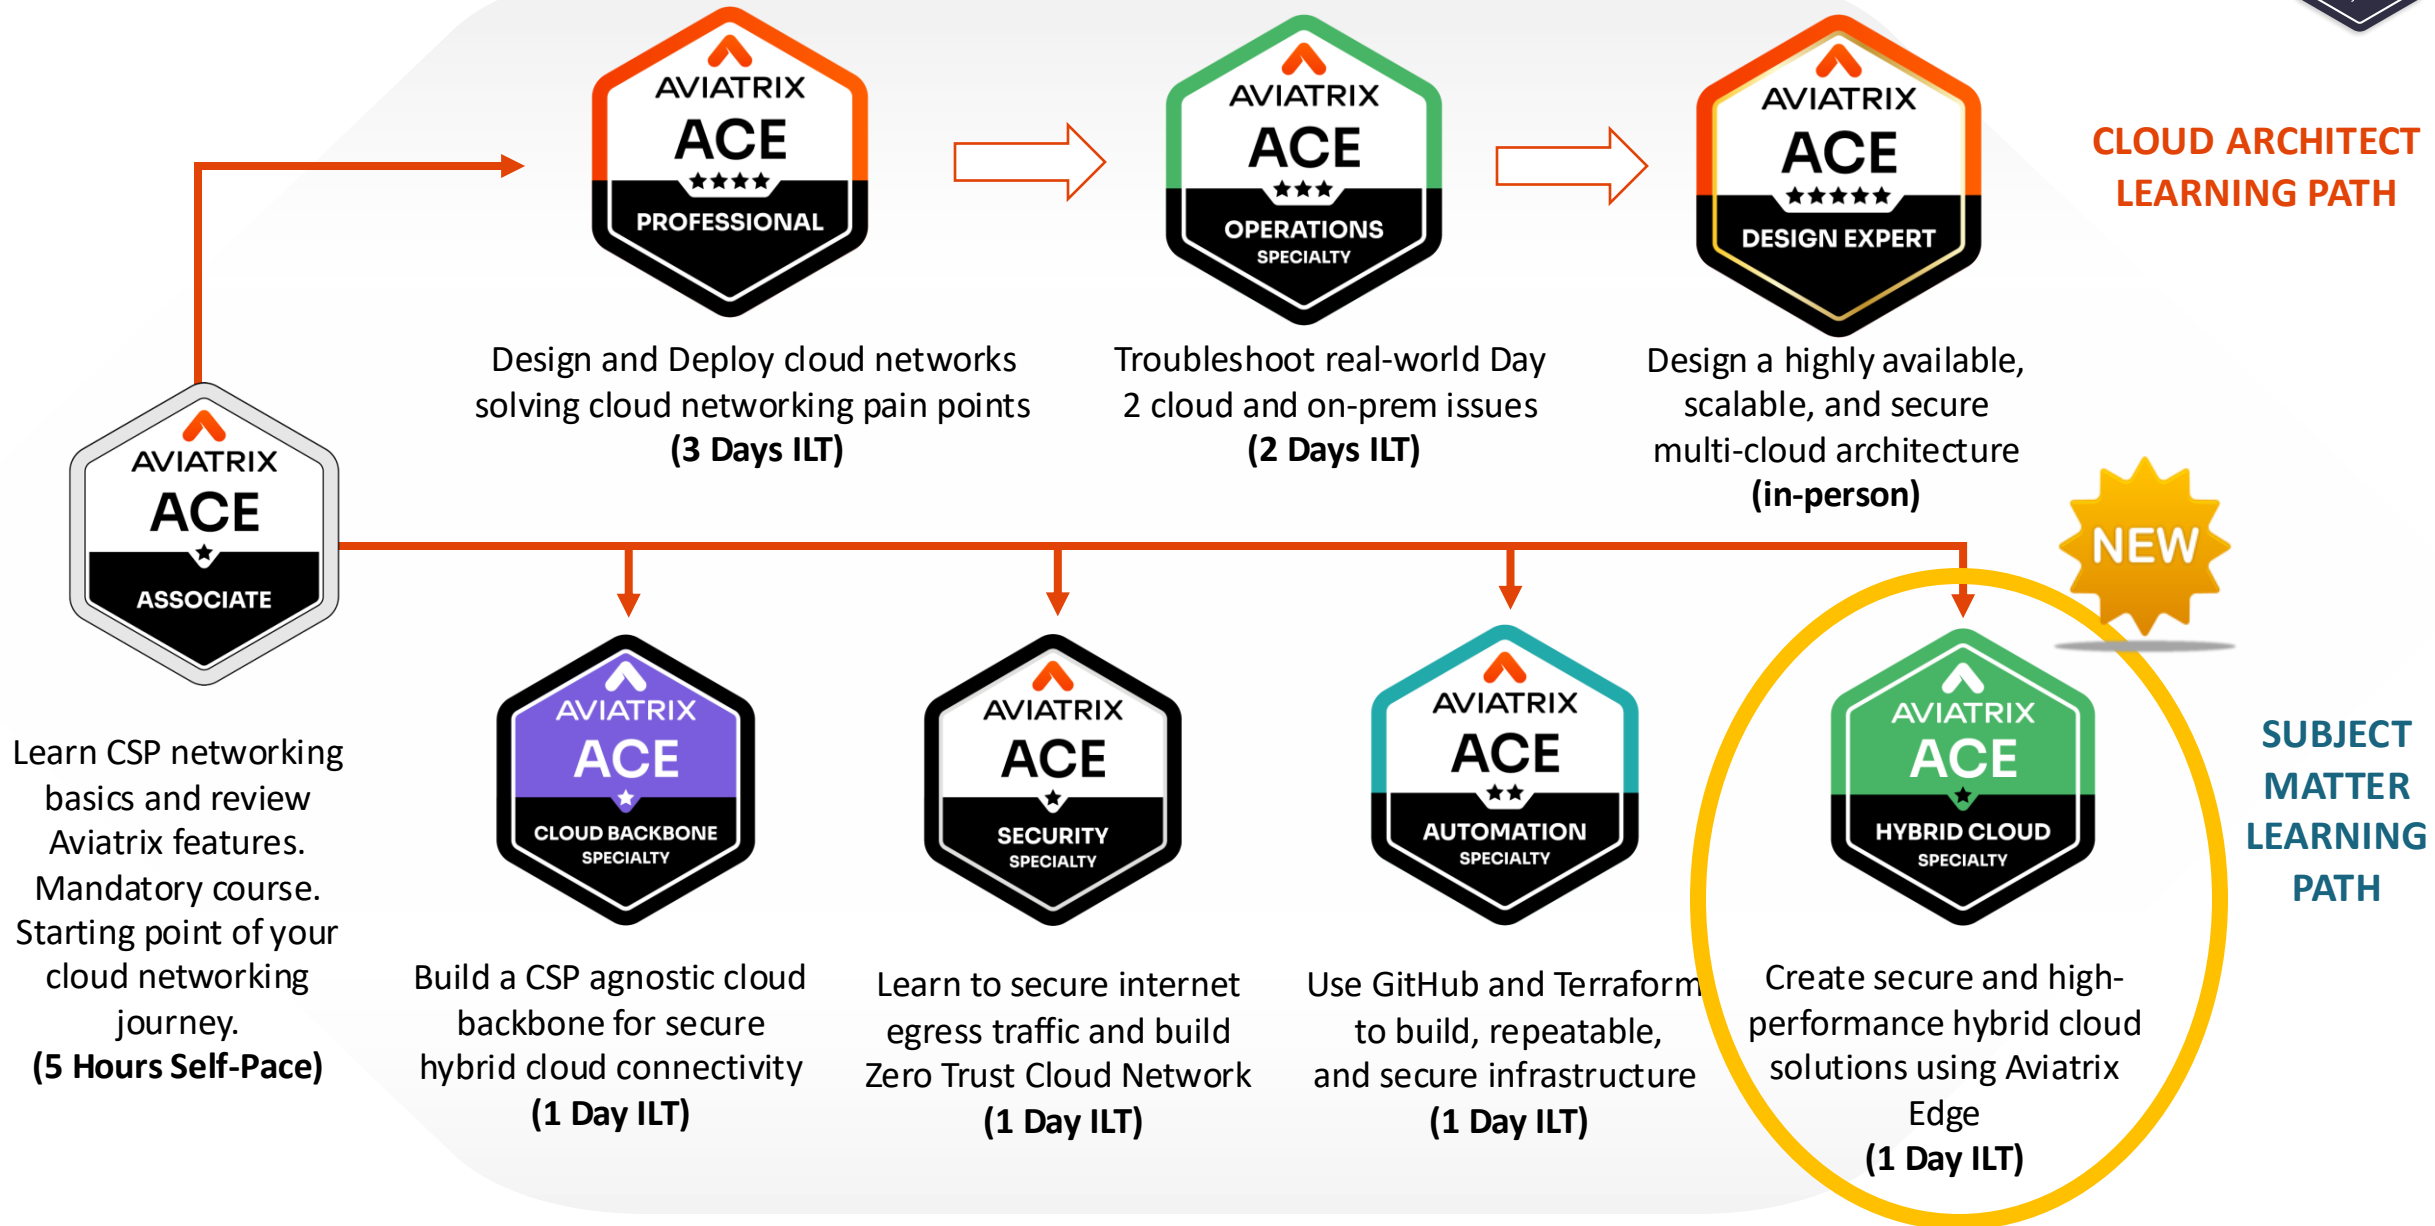 AVIATRIX
ACE
PROFESSIONAL
Design and Deploy cloud networks
solving cloud networking pain points
(3 Days ILT)
AVIATRIX
ACE
OPERATIONS
SPECIALTY
Troubleshoot real-world Day
2 cloud and on-prem issues
(2 Days ILT)
AVIATRIX
ACE
DESIGN EXPERT
Design a highly available,
scalable, and secure
multi-cloud architecture
(in-person)
CLOUD ARCHITECT
LEARNING PATH
AVIATRIX
ACE
ASSOCIATE
Learn CSP networking
basics and review
Aviatrix features.
Mandatory course.
Starting point of your
cloud networking
journey.
(5 Hours Self-Pace)
AVIATRIX
ACE
CLOUD BACKBONE
SPECIALTY
Build a CSP agnostic cloud
backbone for secure
hybrid cloud connectivity
(1 Day ILT)
AVIATRIX
ACE
SECURITY
SPECIALTY
Learn to secure internet
egress traffic and build
Zero Trust Cloud Network
(1 Day ILT)
AVIATRIX
ACE
AUTOMATION
SPECIALTY
Use GitHub and Terraform
to build, repeatable,
and secure infrastructure
(1 Day ILT)
NEW
AVIATRIX
ACE
HYBRID CLOUD
SPECIALTY
Create secure and high-
performance hybrid cloud
solutions using Aviatrix
Edge
(1 Day ILT)
SUBJECT
MATTER
LEARNING
PATH